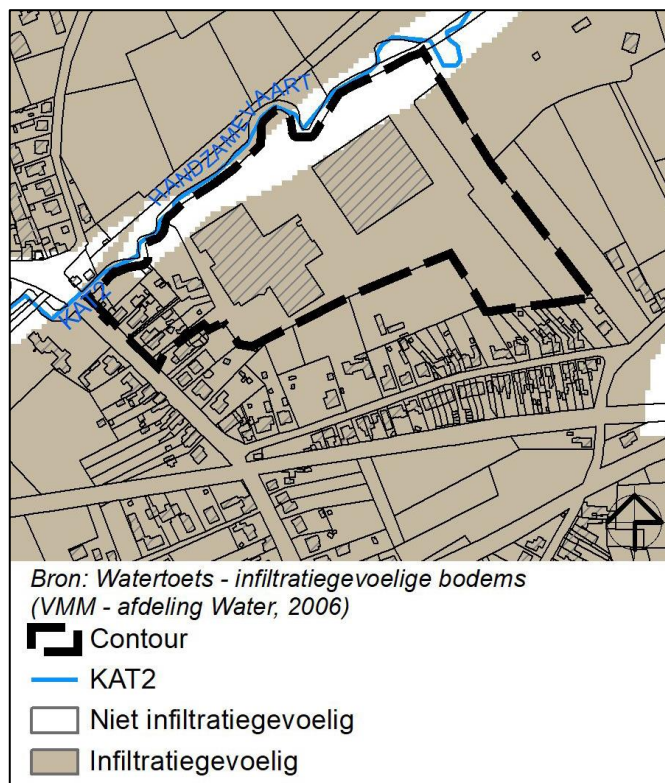 HANDZAMEVAART
KAT2
Bron: Watertoets - infiltratiegevoelige bodems
(VMM - afdeling Water, 2006)
Contour
KAT2
Niet infiltratiegevoelig
Infiltratiegevoelig